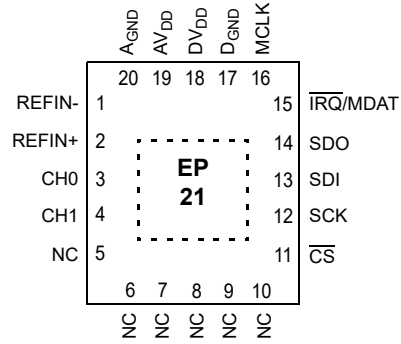 AGND AVDD DVDD DGND MCLK
20 19 18 17 16
REFIN- 1 15 I̅R̅Q̅/MDAT
REFIN+ 2 14 SDO
EP
CH0 3 13 SDI
21
CH1 4 12 SCK
NC 5 11 C̅S̅
6 7 8 9 10
NC NC NC NC NC